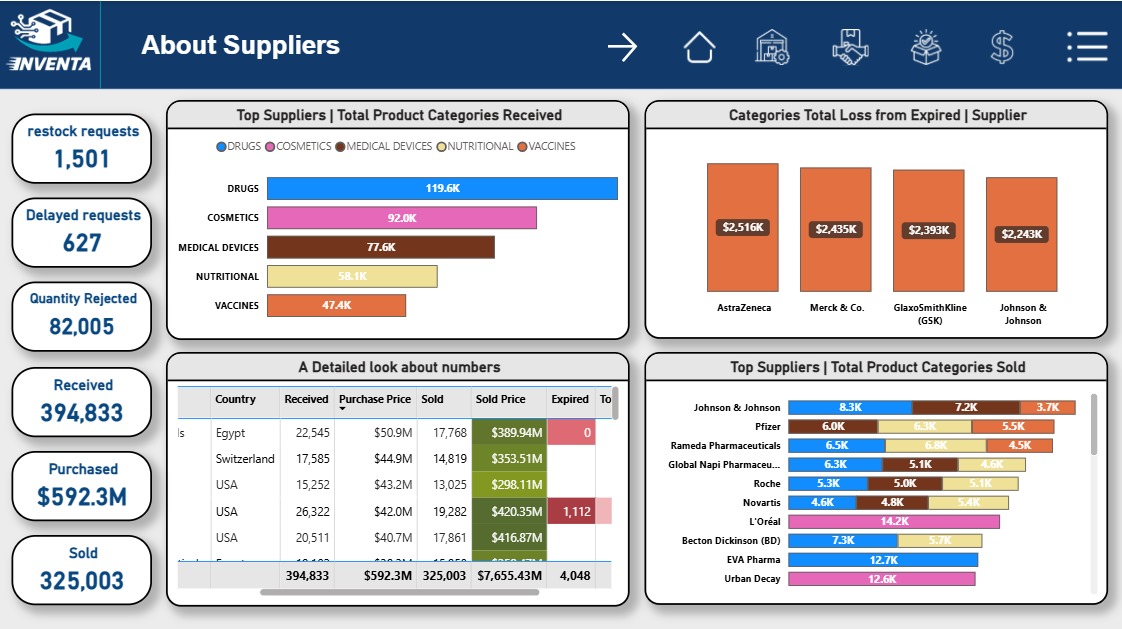 INVENTA
About Suppliers
restock requests
1,501
Delayed requests
627
Quantity Rejected
82,005
Received
394,833
Purchased
$592.3M
Sold
325,003
Top Suppliers | Total Product Categories Received
DRUGS COSMETICS MEDICAL DEVICES NUTRITIONAL VACCINES
DRUGS 119.6K
COSMETICS 92.0K
MEDICAL DEVICES 77.6K
NUTRITIONAL 58.1K
VACCINES 47.4K
Categories Total Loss from Expired | Supplier
$2,516K $2,435K $2,393K $2,243K
AstraZeneca Merck & Co. GlaxoSmithKline Johnson &
(GSK) Johnson
A Detailed look about numbers
Country Received Purchase Price Sold Sold Price Expired To
ls Egypt 22,545 $50.9M 17,768 $389.94M 0
Switzerland 17,585 $44.9M 14,819 $353.51M
USA 15,252 $43.2M 13,025 $298.11M
USA 26,322 $42.0M 19,282 $420.35M 1,112
USA 20,511 $40.7M 17,861 $416.87M
394,833 $592.3M 325,003 $7,655.43M 4,048
Top Suppliers | Total Product Categories Sold
Johnson & Johnson 8.3K 7.2K 3.7K
Pfizer 6.0K 6.3K 5.5K
Rameda Pharmaceuticals 6.5K 6.8K 4.5K
Global Napi Pharmaceu... 6.3K 5.1K 4.6K
Roche 5.3K 5.0K 5.1K
Novartis 4.6K 4.8K 5.4K
L'Oréal 14.2K
Becton Dickinson (BD) 7.3K 5.7K
EVA Pharma 12.7K
Urban Decay 12.6K